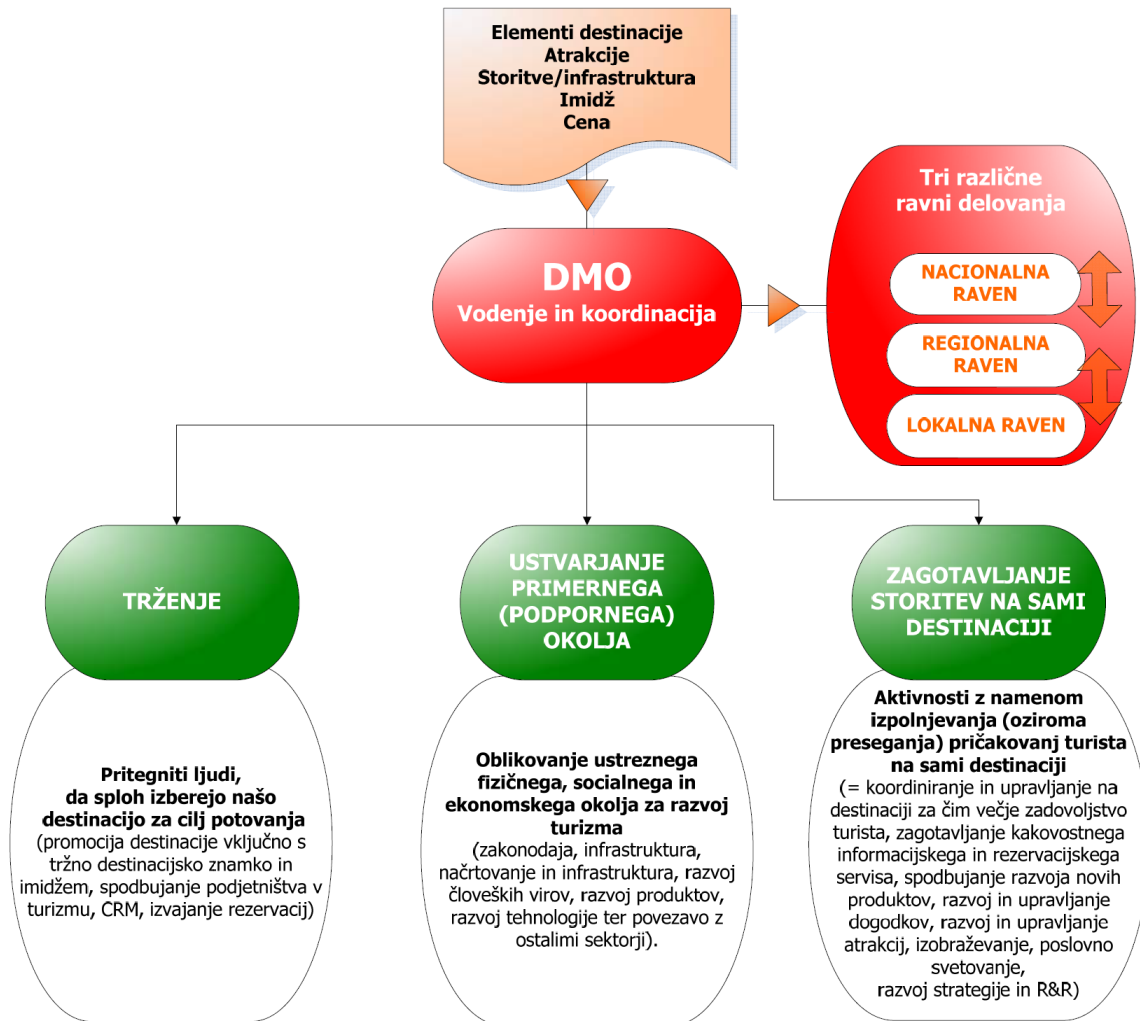 Elementi destinacije
Atrakcije
Storitve/infrastruktura
Imidž
Cena
Tri različne
ravni delovanja
NACIONALNA
RAVEN
REGIONALNA
RAVEN
LOKALNA RAVEN
DMO
Vodenje in koordinacija
TRŽENJE
Pritegniti ljudi,
da sploh izberejo našo
destinacijo za cilj potovanja
(promocija destinacije vključno s
tržno destinacijsko znamko in
imidžem, spodbujanje podjetništva v
turizmu, CRM, izvajanje rezervacij)
USTVARJANJE
PRIMERNEGA
(PODPORNEGA)
OKOLJA
Oblikovanje ustreznega
fizičnega, socialnega in
ekonomskega okolja za razvoj
turizma
(zakonodaja, infrastruktura,
načrtovanje in infrastruktura, razvoj
človeških virov, razvoj produktov,
razvoj tehnologije ter povezavo z
ostalimi sektorji).
ZAGOTAVLJANJE
STORITEV NA SAMI
DESTINACIJI
Aktivnosti z namenom
izpolnjevanja (oziroma
preseganja) pričakovanj turista
na sami destinaciji
(= koordiniranje in upravljanje na
destinaciji za čim večje zadovoljstvo
turista, zagotavljanje kakovostnega
informacijskega in rezervacijskega
servisa, spodbujanje razvoja novih
produktov, razvoj in upravljanje
dogodkov, razvoj in upravljanje
atrakcij, izobraževanje, poslovno
svetovanje,
razvoj strategije in R&R)